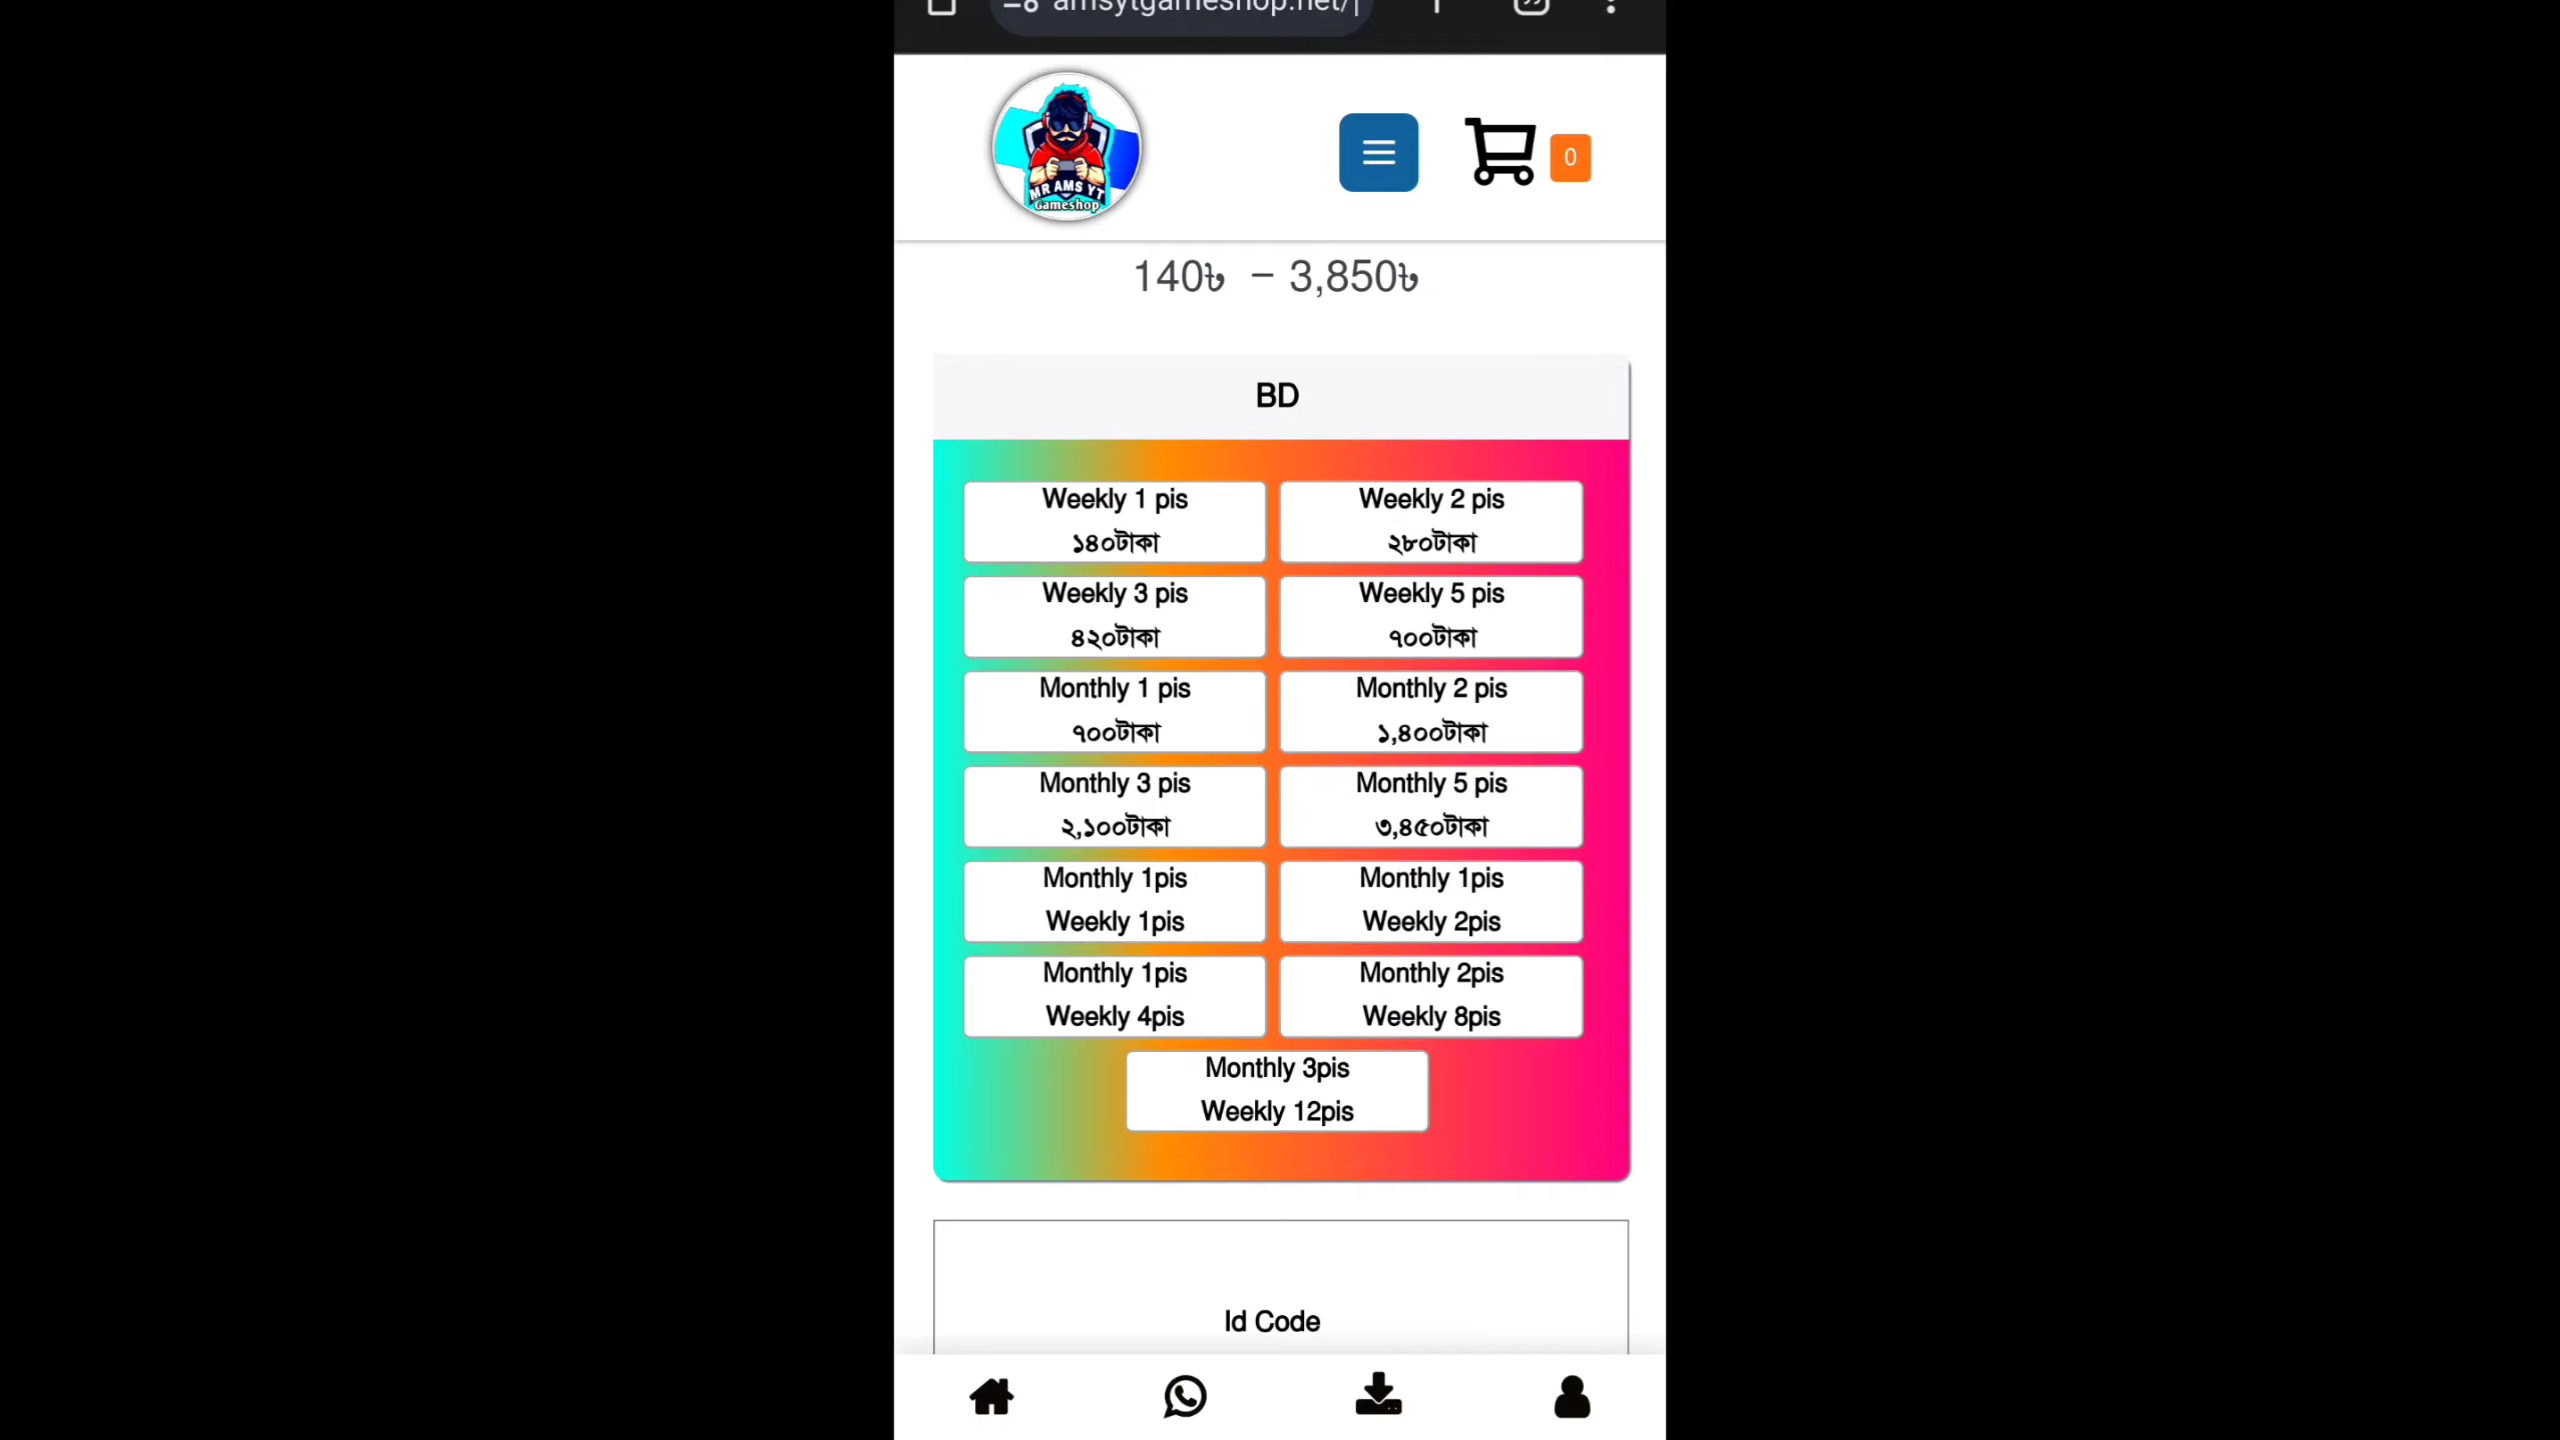 amsytgameshop.net/
MR AMS YT
Gameshop
0
140৳ – 3,850৳
BD
Weekly 1 pis
১৪০টাকা
Weekly 2 pis
২৮০টাকা
Weekly 3 pis
৪২০টাকা
Weekly 5 pis
৭০০টাকা
Monthly 1 pis
৭০০টাকা
Monthly 2 pis
১,৪০০টাকা
Monthly 3 pis
২,১০০টাকা
Monthly 5 pis
৩,৪৫০টাকা
Monthly 1pis
Weekly 1pis
Monthly 1pis
Weekly 2pis
Monthly 1pis
Weekly 4pis
Monthly 2pis
Weekly 8pis
Monthly 3pis
Weekly 12pis
Id Code